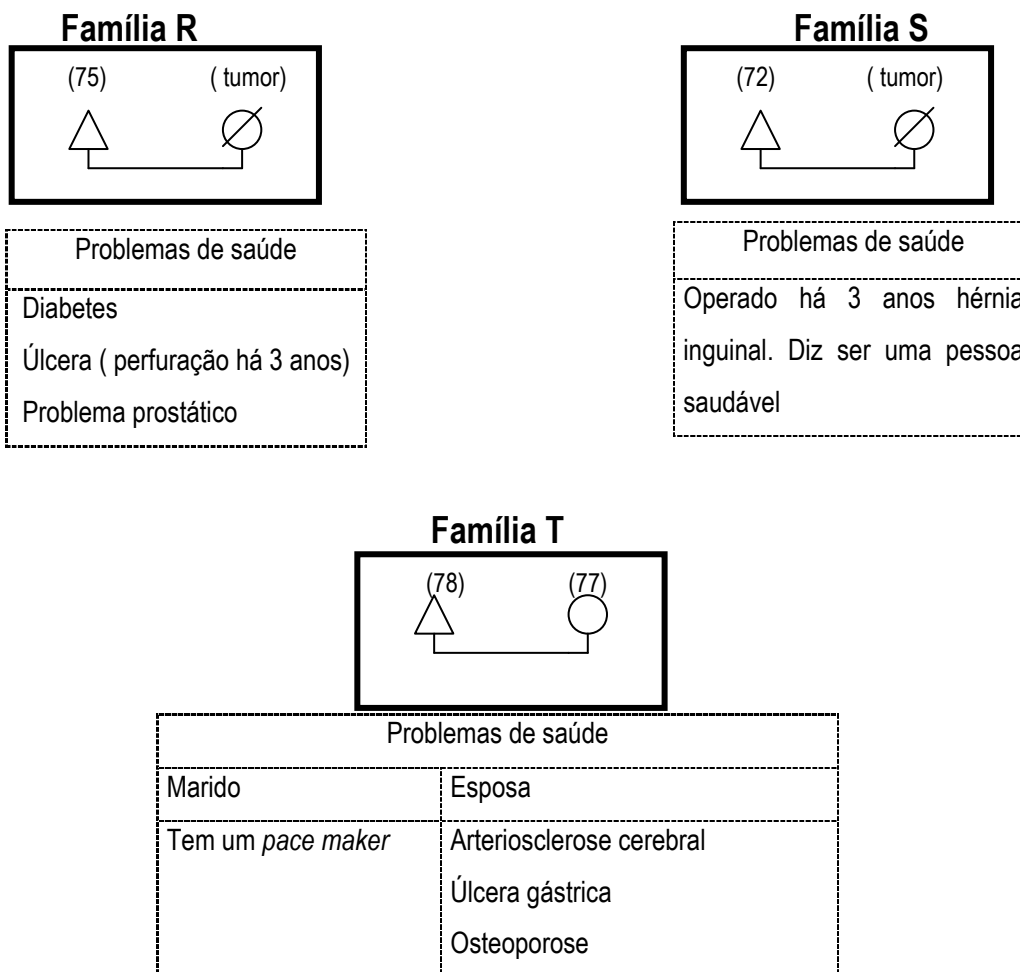 Família R
(75) ( tumor)
Problemas de saúde
Diabetes
Úlcera ( perfuração há 3 anos)
Problema prostático
Família S
(72) ( tumor)
Problemas de saúde
Operado há 3 anos hérnia
inguinal. Diz ser uma pessoa
saudável
Família T
(78) (77)
Problemas de saúde
Marido Esposa
Tem um pace maker Arteriosclerose cerebral
Úlcera gástrica
Osteoporose